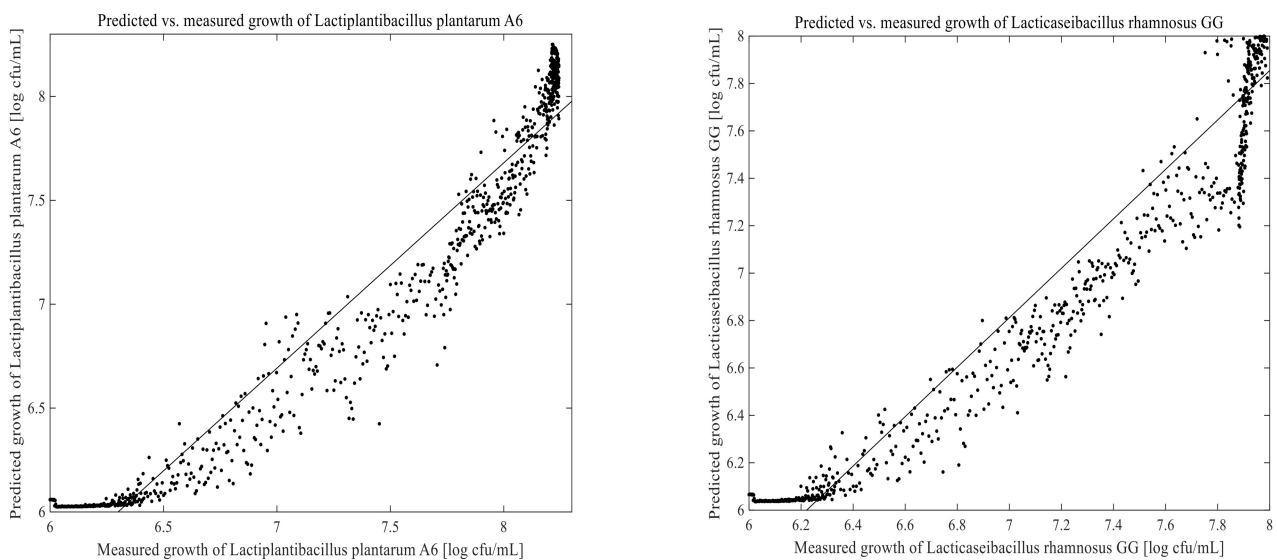 Predicted vs. measured growth of Lactiplantibacillus plantarum A6
Predicted growth of Lactiplantibacillus plantarum A6 [log cfu/mL]
8
7.5
7
6.5
6
6 6.5 7 7.5 8
Measured growth of Lactiplantibacillus plantarum A6 [log cfu/mL]
Predicted vs. measured growth of Lacticaseibacillus rhamnosus GG
Predicted growth of Lacticaseibacillus rhamnosus GG [log cfu/mL]
8
7.8
7.6
7.4
7.2
7
6.8
6.6
6.4
6.2
6
6 6.2 6.4 6.6 6.8 7 7.2 7.4 7.6 7.8 8
Measured growth of Lacticaseibacillus rhamnosus GG [log cfu/mL]